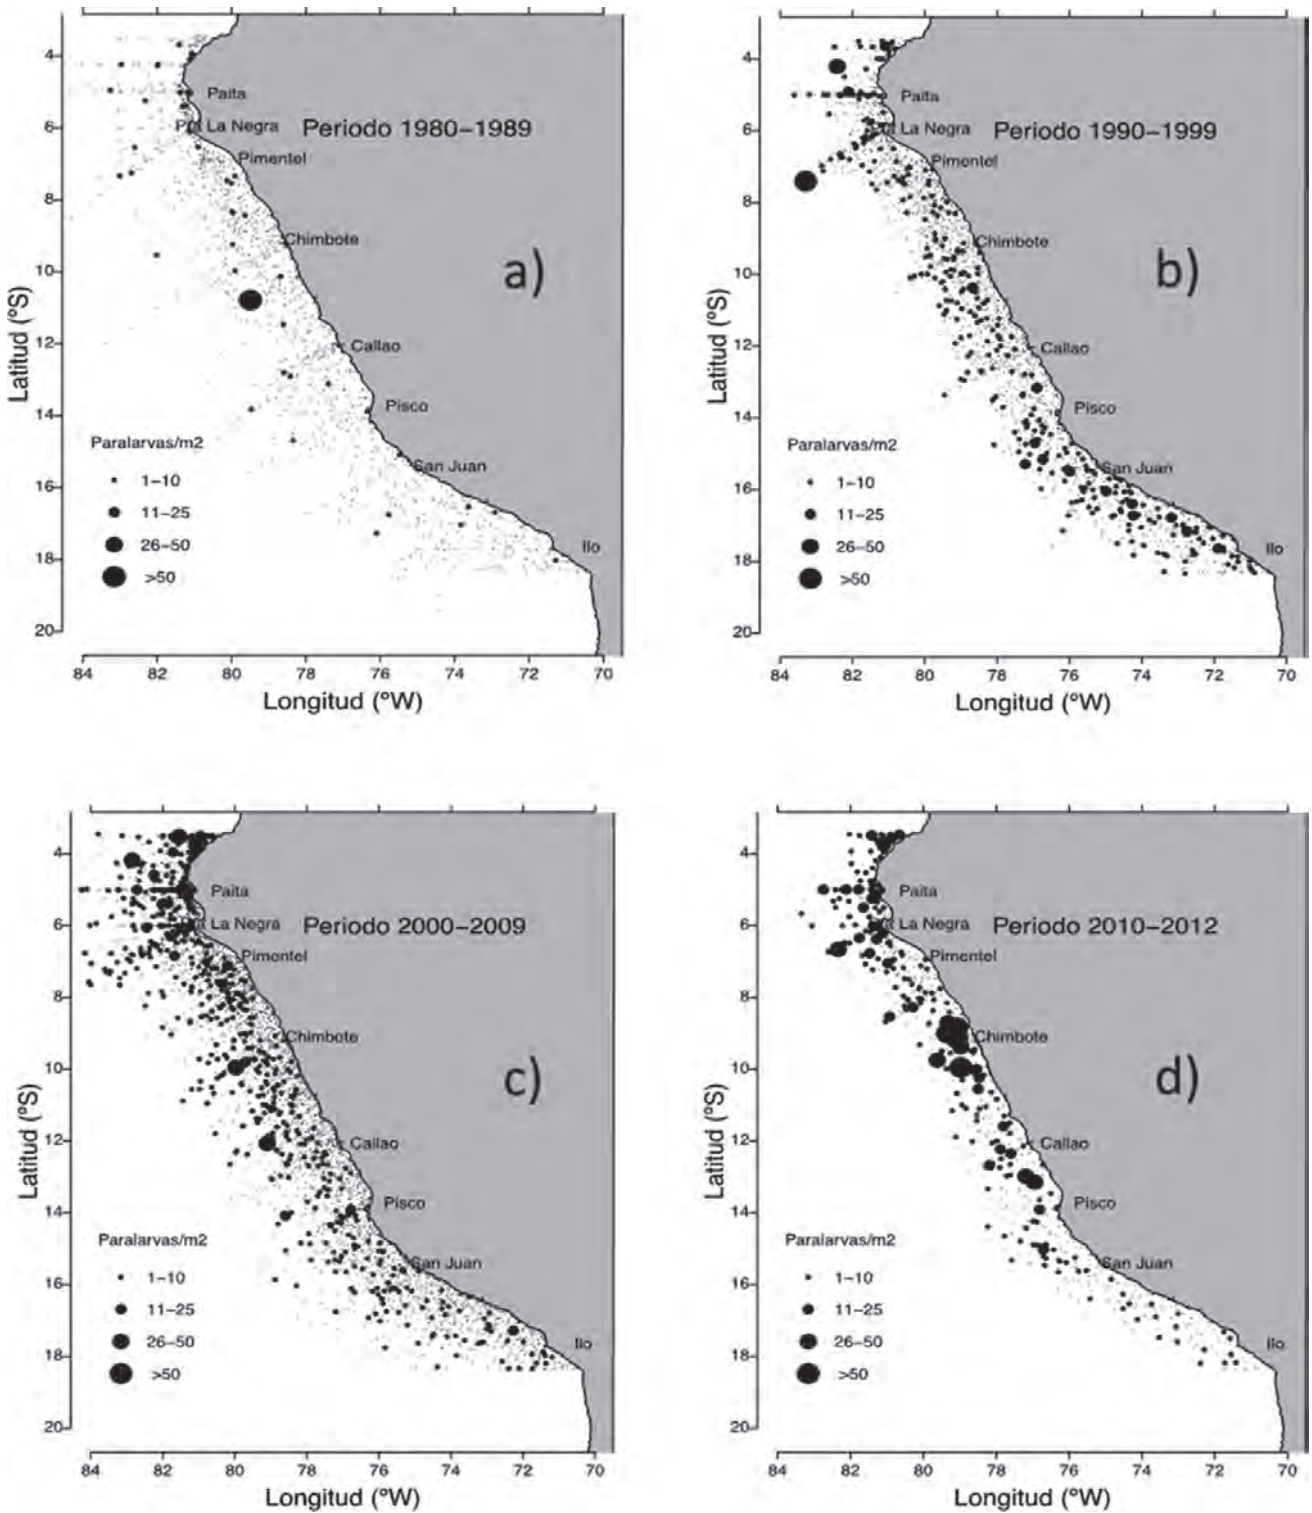 4
6
8
10
12
14
16
18
20
Latitud (ºS)
Paita
La Negra
Periodo 1980–1989
Pimentel
Chimbote
a)
Callao
Pisco
San Juan
Ilo
Paralarvas/m2
1–10
11–25
26–50
>50
84 82 80 78 76 74 72 70
Longitud (ºW)
4
6
8
10
12
14
16
18
20
Latitud (ºS)
Paita
La Negra
Periodo 1990–1999
Pimentel
Chimbote
b)
Callao
Pisco
San Juan
Ilo
Paralarvas/m2
1–10
11–25
26–50
>50
84 82 80 78 76 74 72 70
Longitud (ºW)
4
6
8
10
12
14
16
18
20
Latitud (ºS)
Paita
La Negra
Periodo 2000–2009
Pimentel
Chimbote
c)
Callao
Pisco
San Juan
Ilo
Paralarvas/m2
1–10
11–25
26–50
>50
84 82 80 78 76 74 72 70
Longitud (ºW)
4
6
8
10
12
14
16
18
20
Latitud (ºS)
Paita
La Negra
Periodo 2010–2012
Pimentel
Chimbote
d)
Callao
Pisco
San Juan
Ilo
Paralarvas/m2
1–10
11–25
26–50
>50
84 82 80 78 76 74 72 70
Longitud (ºW)